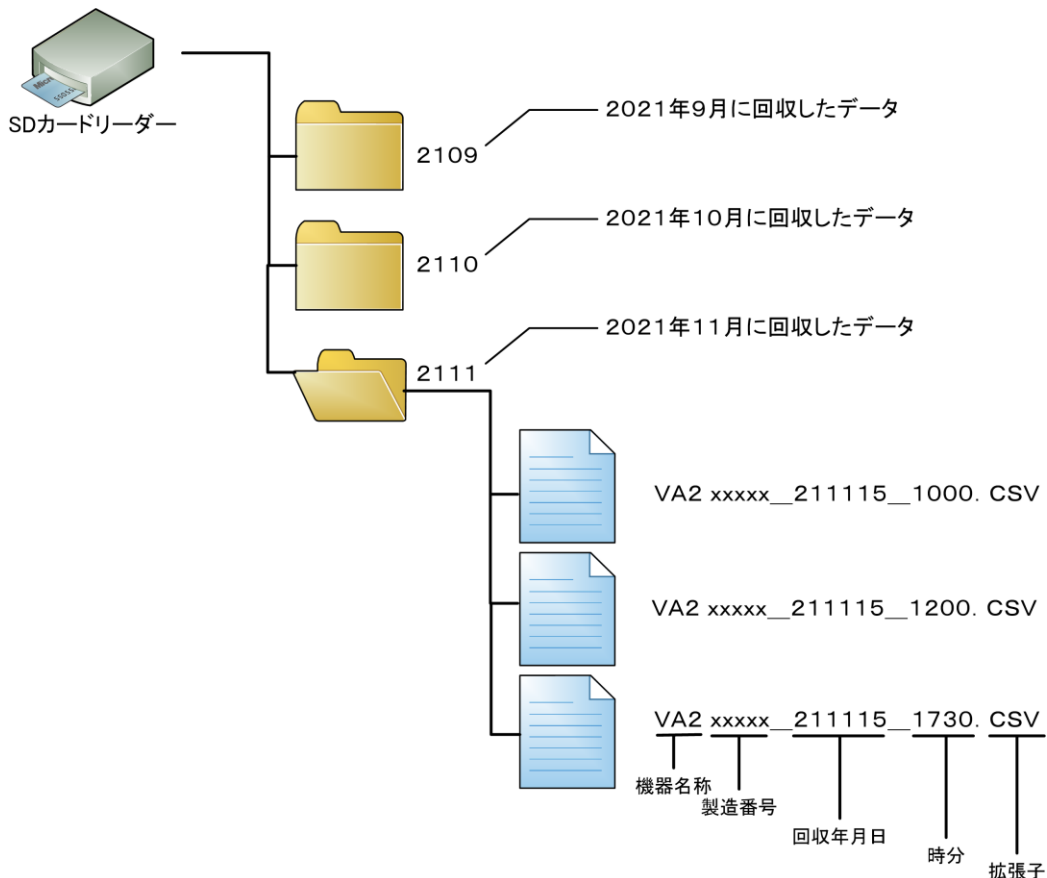 SDカードリーダー
2109
2021年9月に回収したデータ
2110
2021年10月に回収したデータ
2111
2021年11月に回収したデータ
VA2 xxxxx__211115__1000. CSV
VA2 xxxxx__211115__1200. CSV
VA2 xxxxx__211115__1730. CSV
機器名称
製造番号
回収年月日
時分
拡張子